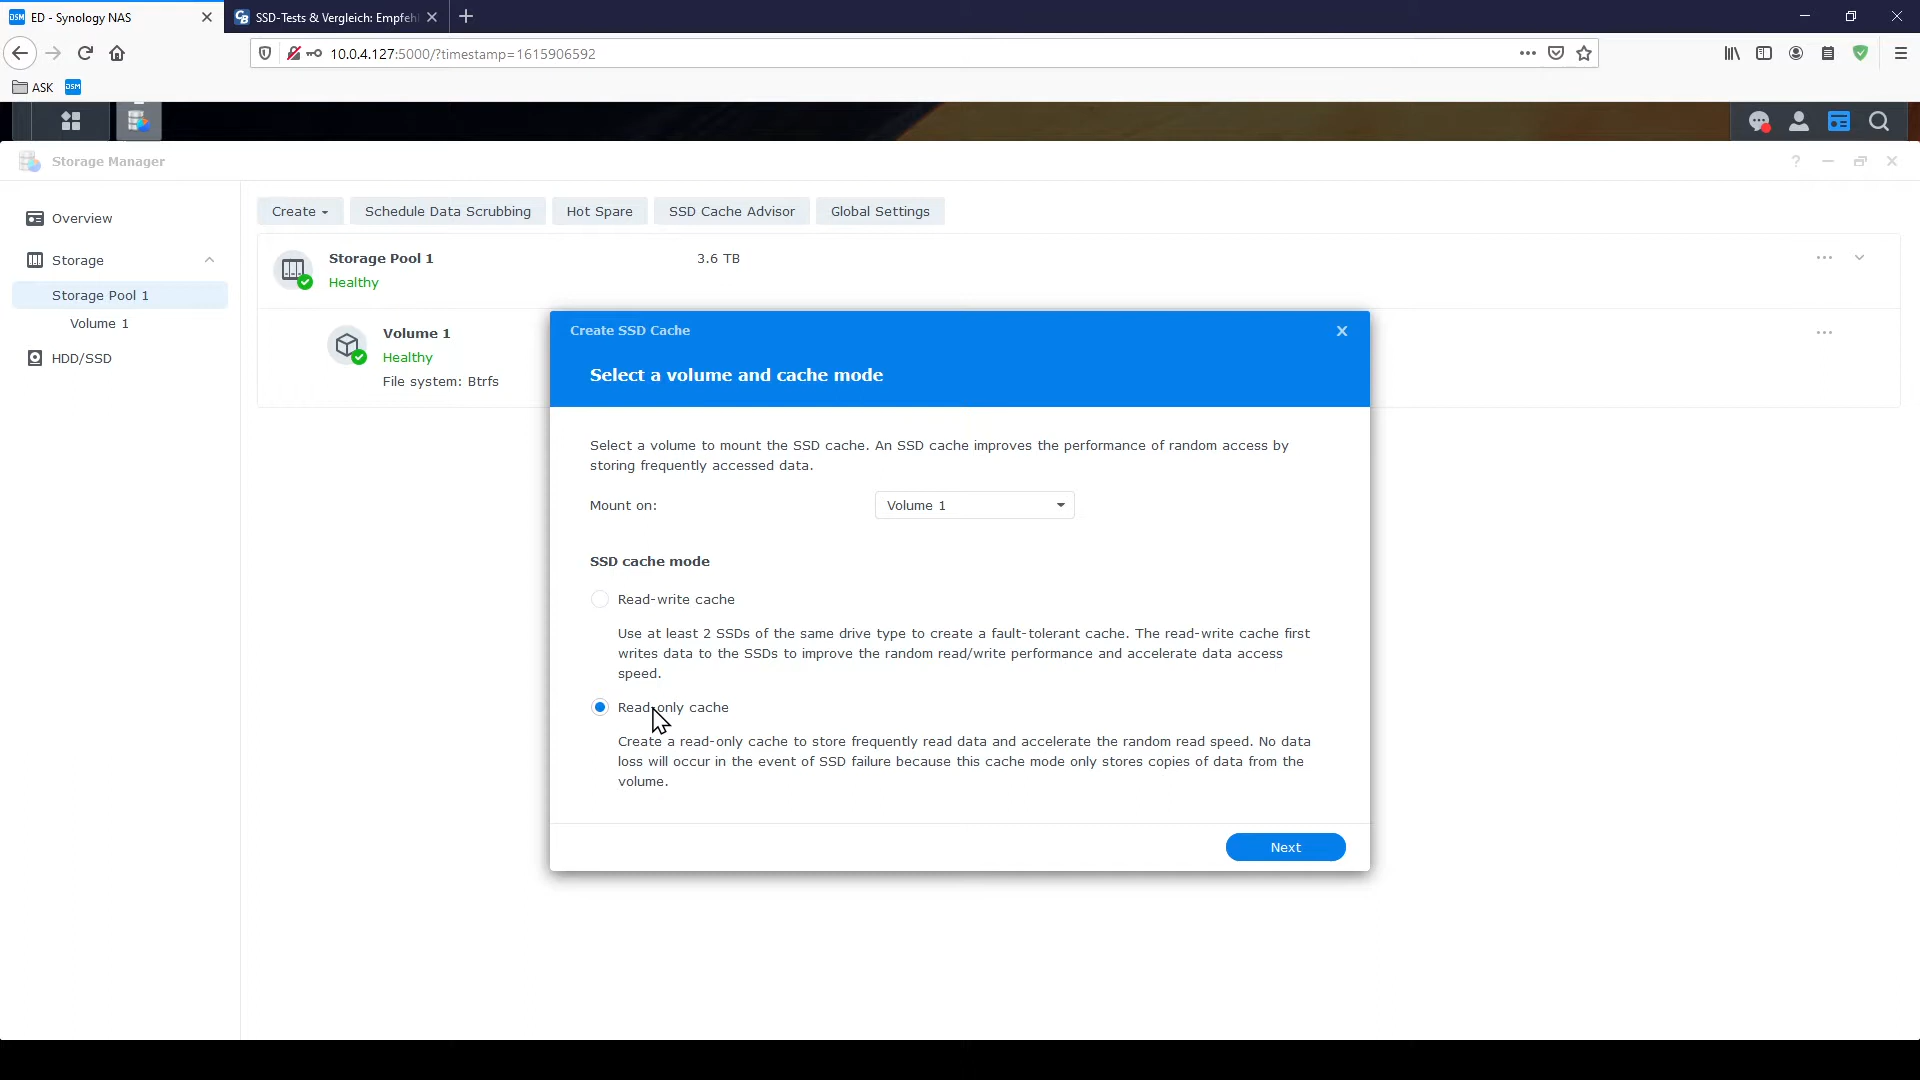 DSM ED - Synology NAS
CB SSD-Tests & Vergleich: Empfehl
10.0.4.127:5000/?timestamp=1615906592
ASK DSM
Storage Manager
Overview
Storage
Storage Pool 1
Volume 1
HDD/SSD
Create
Schedule Data Scrubbing
Hot Spare
SSD Cache Advisor
Global Settings
Storage Pool 1 3.6 TB
Healthy
Volume 1
Healthy
File system: Btrfs
Create SSD Cache
Select a volume and cache mode
Select a volume to mount the SSD cache. An SSD cache improves the performance of random access by
storing frequently accessed data.
Mount on: Volume 1
SSD cache mode
Read-write cache
Use at least 2 SSDs of the same drive type to create a fault-tolerant cache. The read-write cache first
writes data to the SSDs to improve the random read/write performance and accelerate data access
speed.
Read-only cache
Create a read-only cache to store frequently read data and accelerate the random read speed. No data
loss will occur in the event of SSD failure because this cache mode only stores copies of data from the
volume.
Next